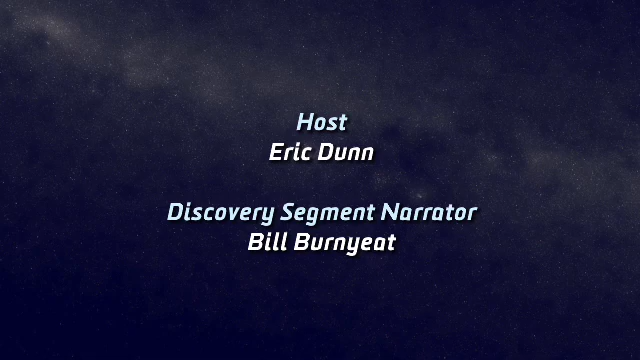 Host
Eric Dunn
Discovery Segment Narrator
Bill Burnyeat